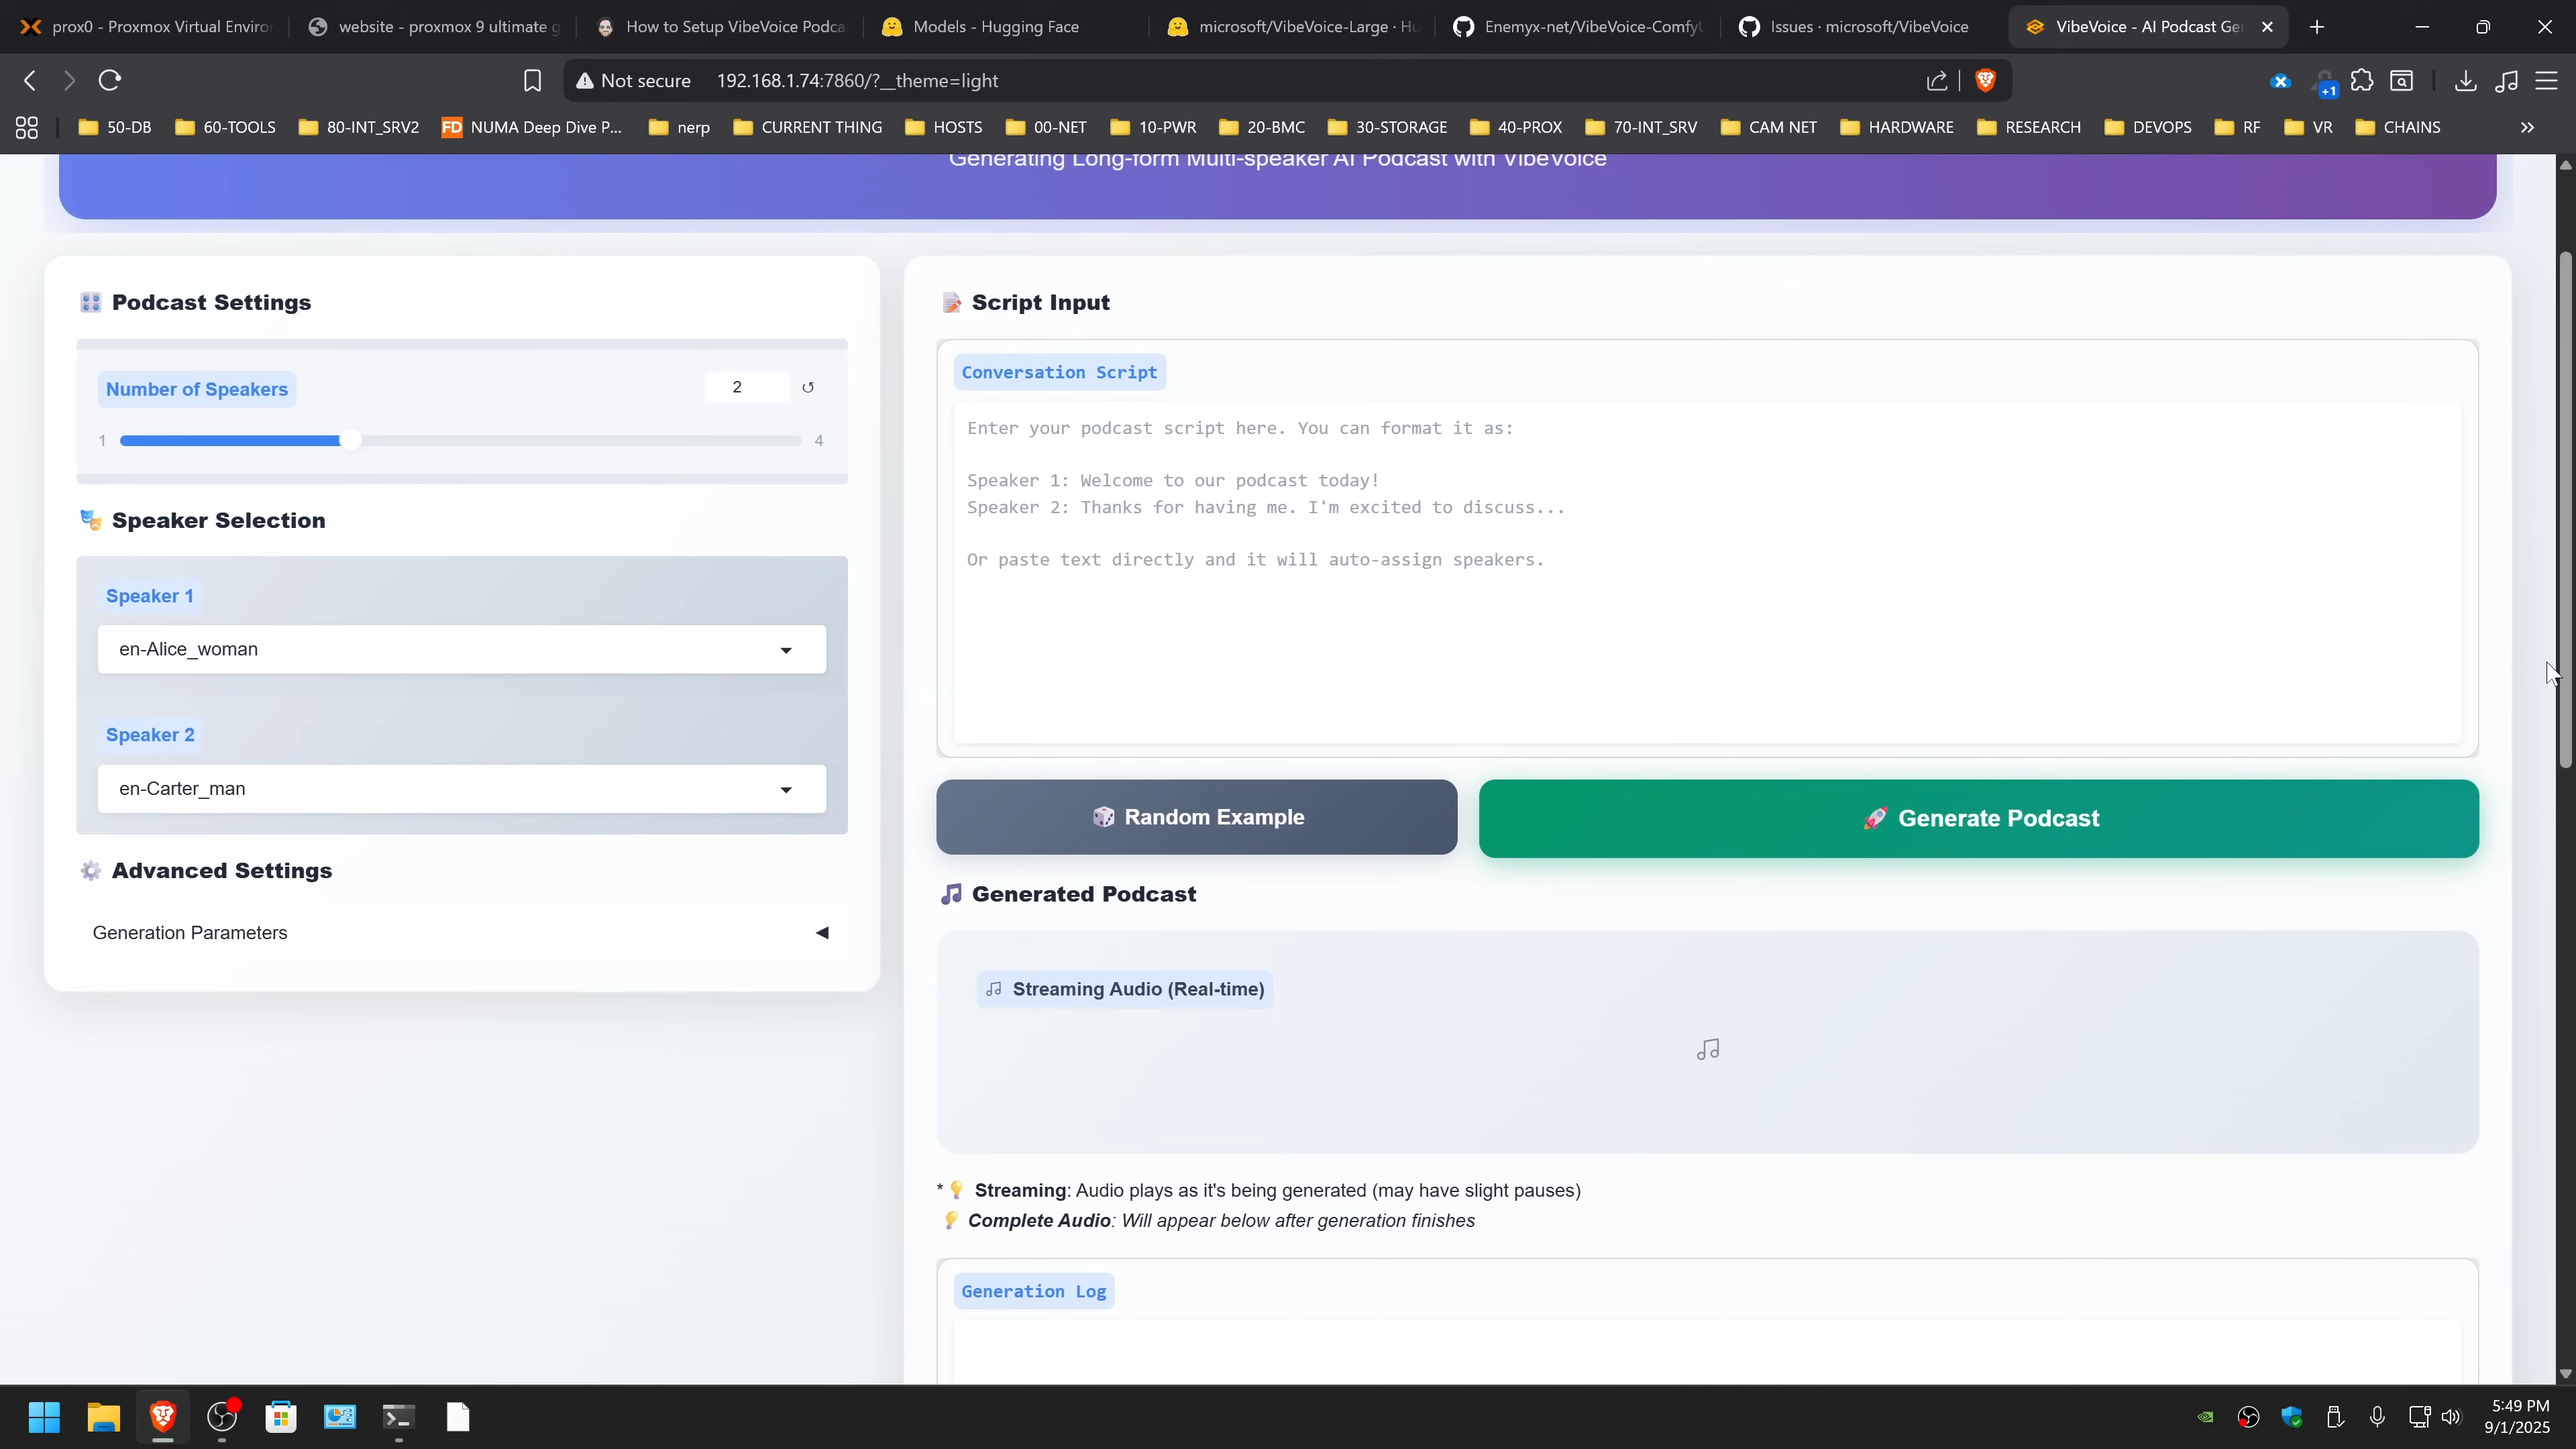 prox0 - Proxmox Virtual Enviro
website - proxmox 9 ultimate g
How to Setup VibeVoice Podca
Models - Hugging Face
microsoft/VibeVoice-Large · Hu
Enemyx-net/VibeVoice-ComfyU
Issues · microsoft/VibeVoice
VibeVoice - AI Podcast Ge
Not secure 192.168.1.74:7860/?__theme=light
+1
50-DB
60-TOOLS
80-INT_SRV2
FD NUMA Deep Dive P...
nerp
CURRENT THING
HOSTS
00-NET
10-PWR
20-BMC
30-STORAGE
40-PROX
70-INT_SRV
CAM NET
HARDWARE
RESEARCH
DEVOPS
RF
VR
CHAINS
Generating Long-form Multi-speaker AI Podcast with VibeVoice
Podcast Settings
Number of Speakers
2
1
4
Speaker Selection
Speaker 1
en-Alice_woman
Speaker 2
en-Carter_man
Advanced Settings
Generation Parameters
Script Input
Conversation Script
Enter your podcast script here. You can format it as:
Speaker 1: Welcome to our podcast today!
Speaker 2: Thanks for having me. I'm excited to discuss...
Or paste text directly and it will auto-assign speakers.
Random Example
Generate Podcast
Generated Podcast
Streaming Audio (Real-time)
* Streaming: Audio plays as it's being generated (may have slight pauses)
Complete Audio: Will appear below after generation finishes
Generation Log
5:49 PM
9/1/2025